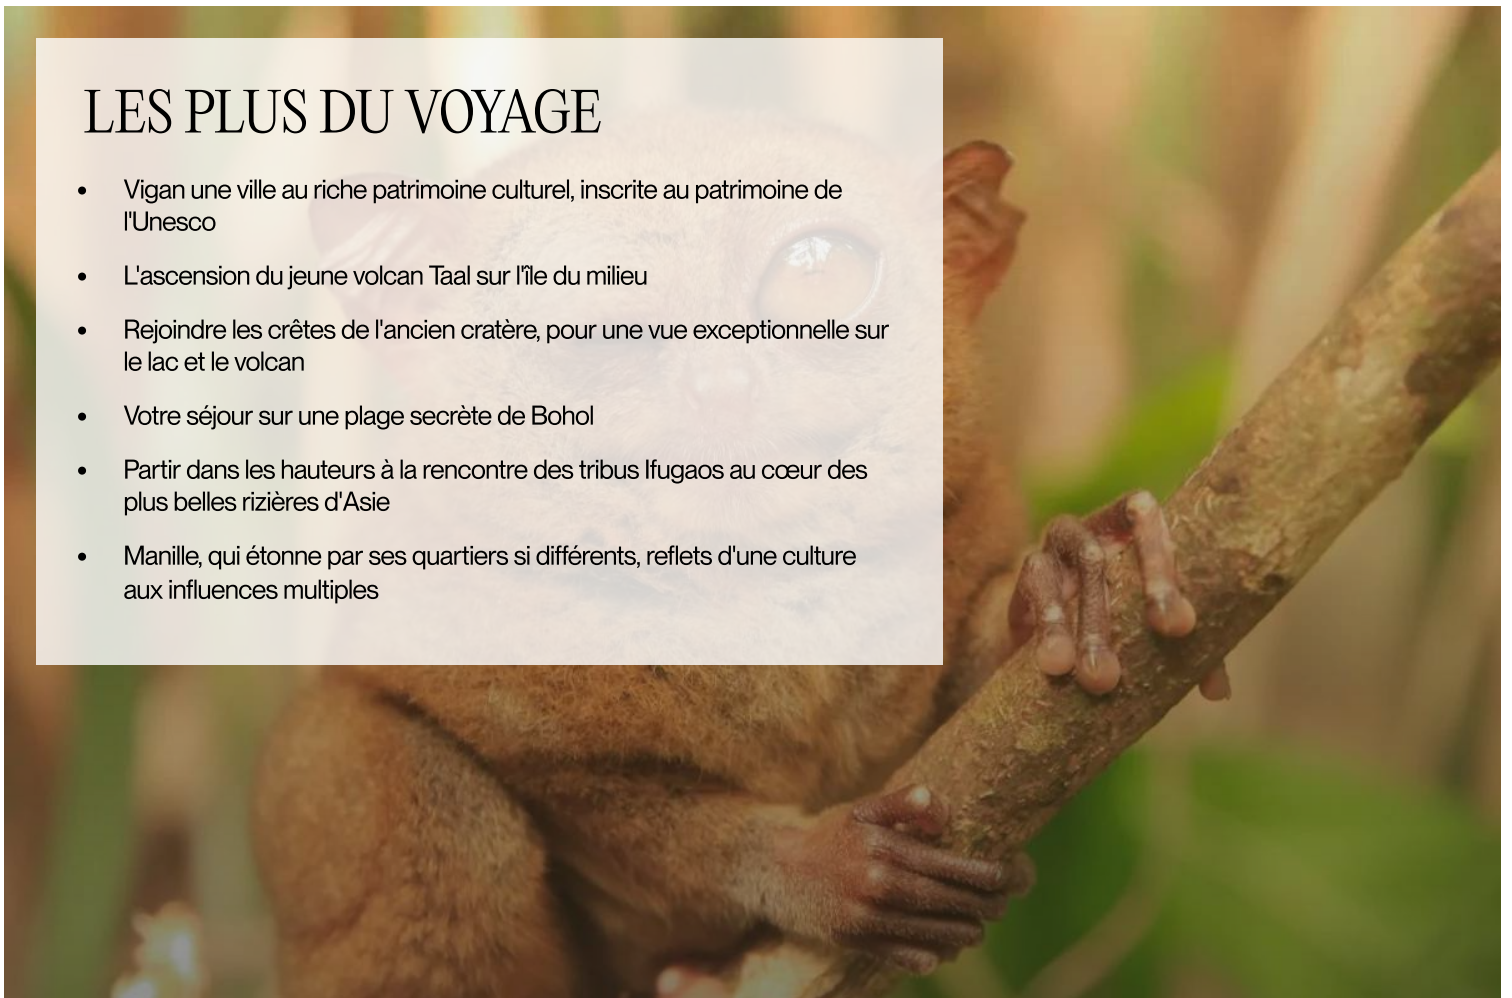 LES PLUS DU VOYAGE
• Vigan une ville au riche patrimoine culturel, inscrite au patrimoine de
l'Unesco
• L'ascension du jeune volcan Taal sur l'île du milieu
• Rejoindre les crêtes de l'ancien cratère, pour une vue exceptionnelle sur
le lac et le volcan
• Votre séjour sur une plage secrète de Bohol
• Partir dans les hauteurs à la rencontre des tribus Ifugaos au cœur des
plus belles rizières d'Asie
• Manille, qui étonne par ses quartiers si différents, reflets d'une culture
aux influences multiples